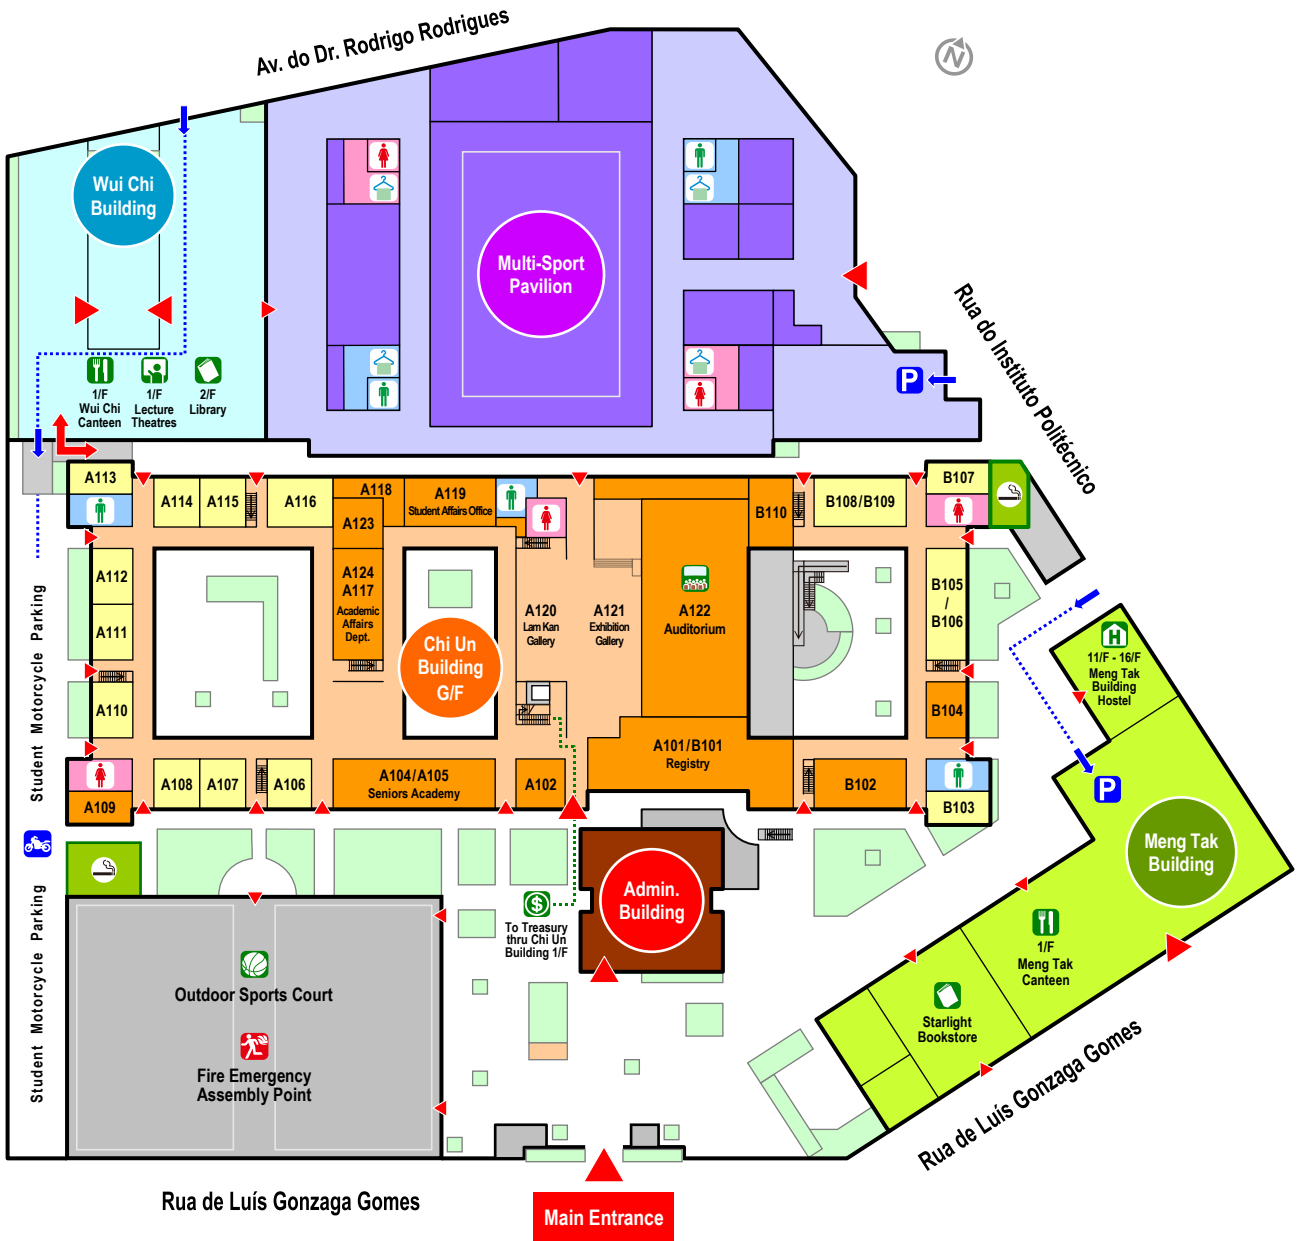 Av. do Dr. Rodrigo Rodrigues
N
Wui Chi
Building
Multi-Sport
Pavilion
Rua do Instituto Politécnico
P
1/F
Wui Chi
Canteen
1/F
Lecture
Theatres
2/F
Library
A113
A114
A115
A116
A118
A119
Student Affairs Office
A123
B110
B108/B109
B107
A112
A111
A110
A124
A117
Academic
Affairs
Dept.
Chi Un
Building
G/F
A120
Lam Kan
Gallery
A121
Exhibition
Gallery
A122
Auditorium
B105
/
B106
B104
H
11/F - 16/F
Meng Tak
Building
Hostel
A101/B101
Registry
A109
A108
A107
A106
A104/A105
Seniors Academy
A102
B102
B103
P
Student Motorcycle Parking
Student Motorcycle Parking
Meng Tak
Building
Admin.
Building
$
To Treasury
thru Chi Un
Building 1/F
1/F
Meng Tak
Canteen
Starlight
Bookstore
Outdoor Sports Court
Fire Emergency
Assembly Point
Rua de Luís Gonzaga Gomes
Rua de Luís Gonzaga Gomes
Main Entrance